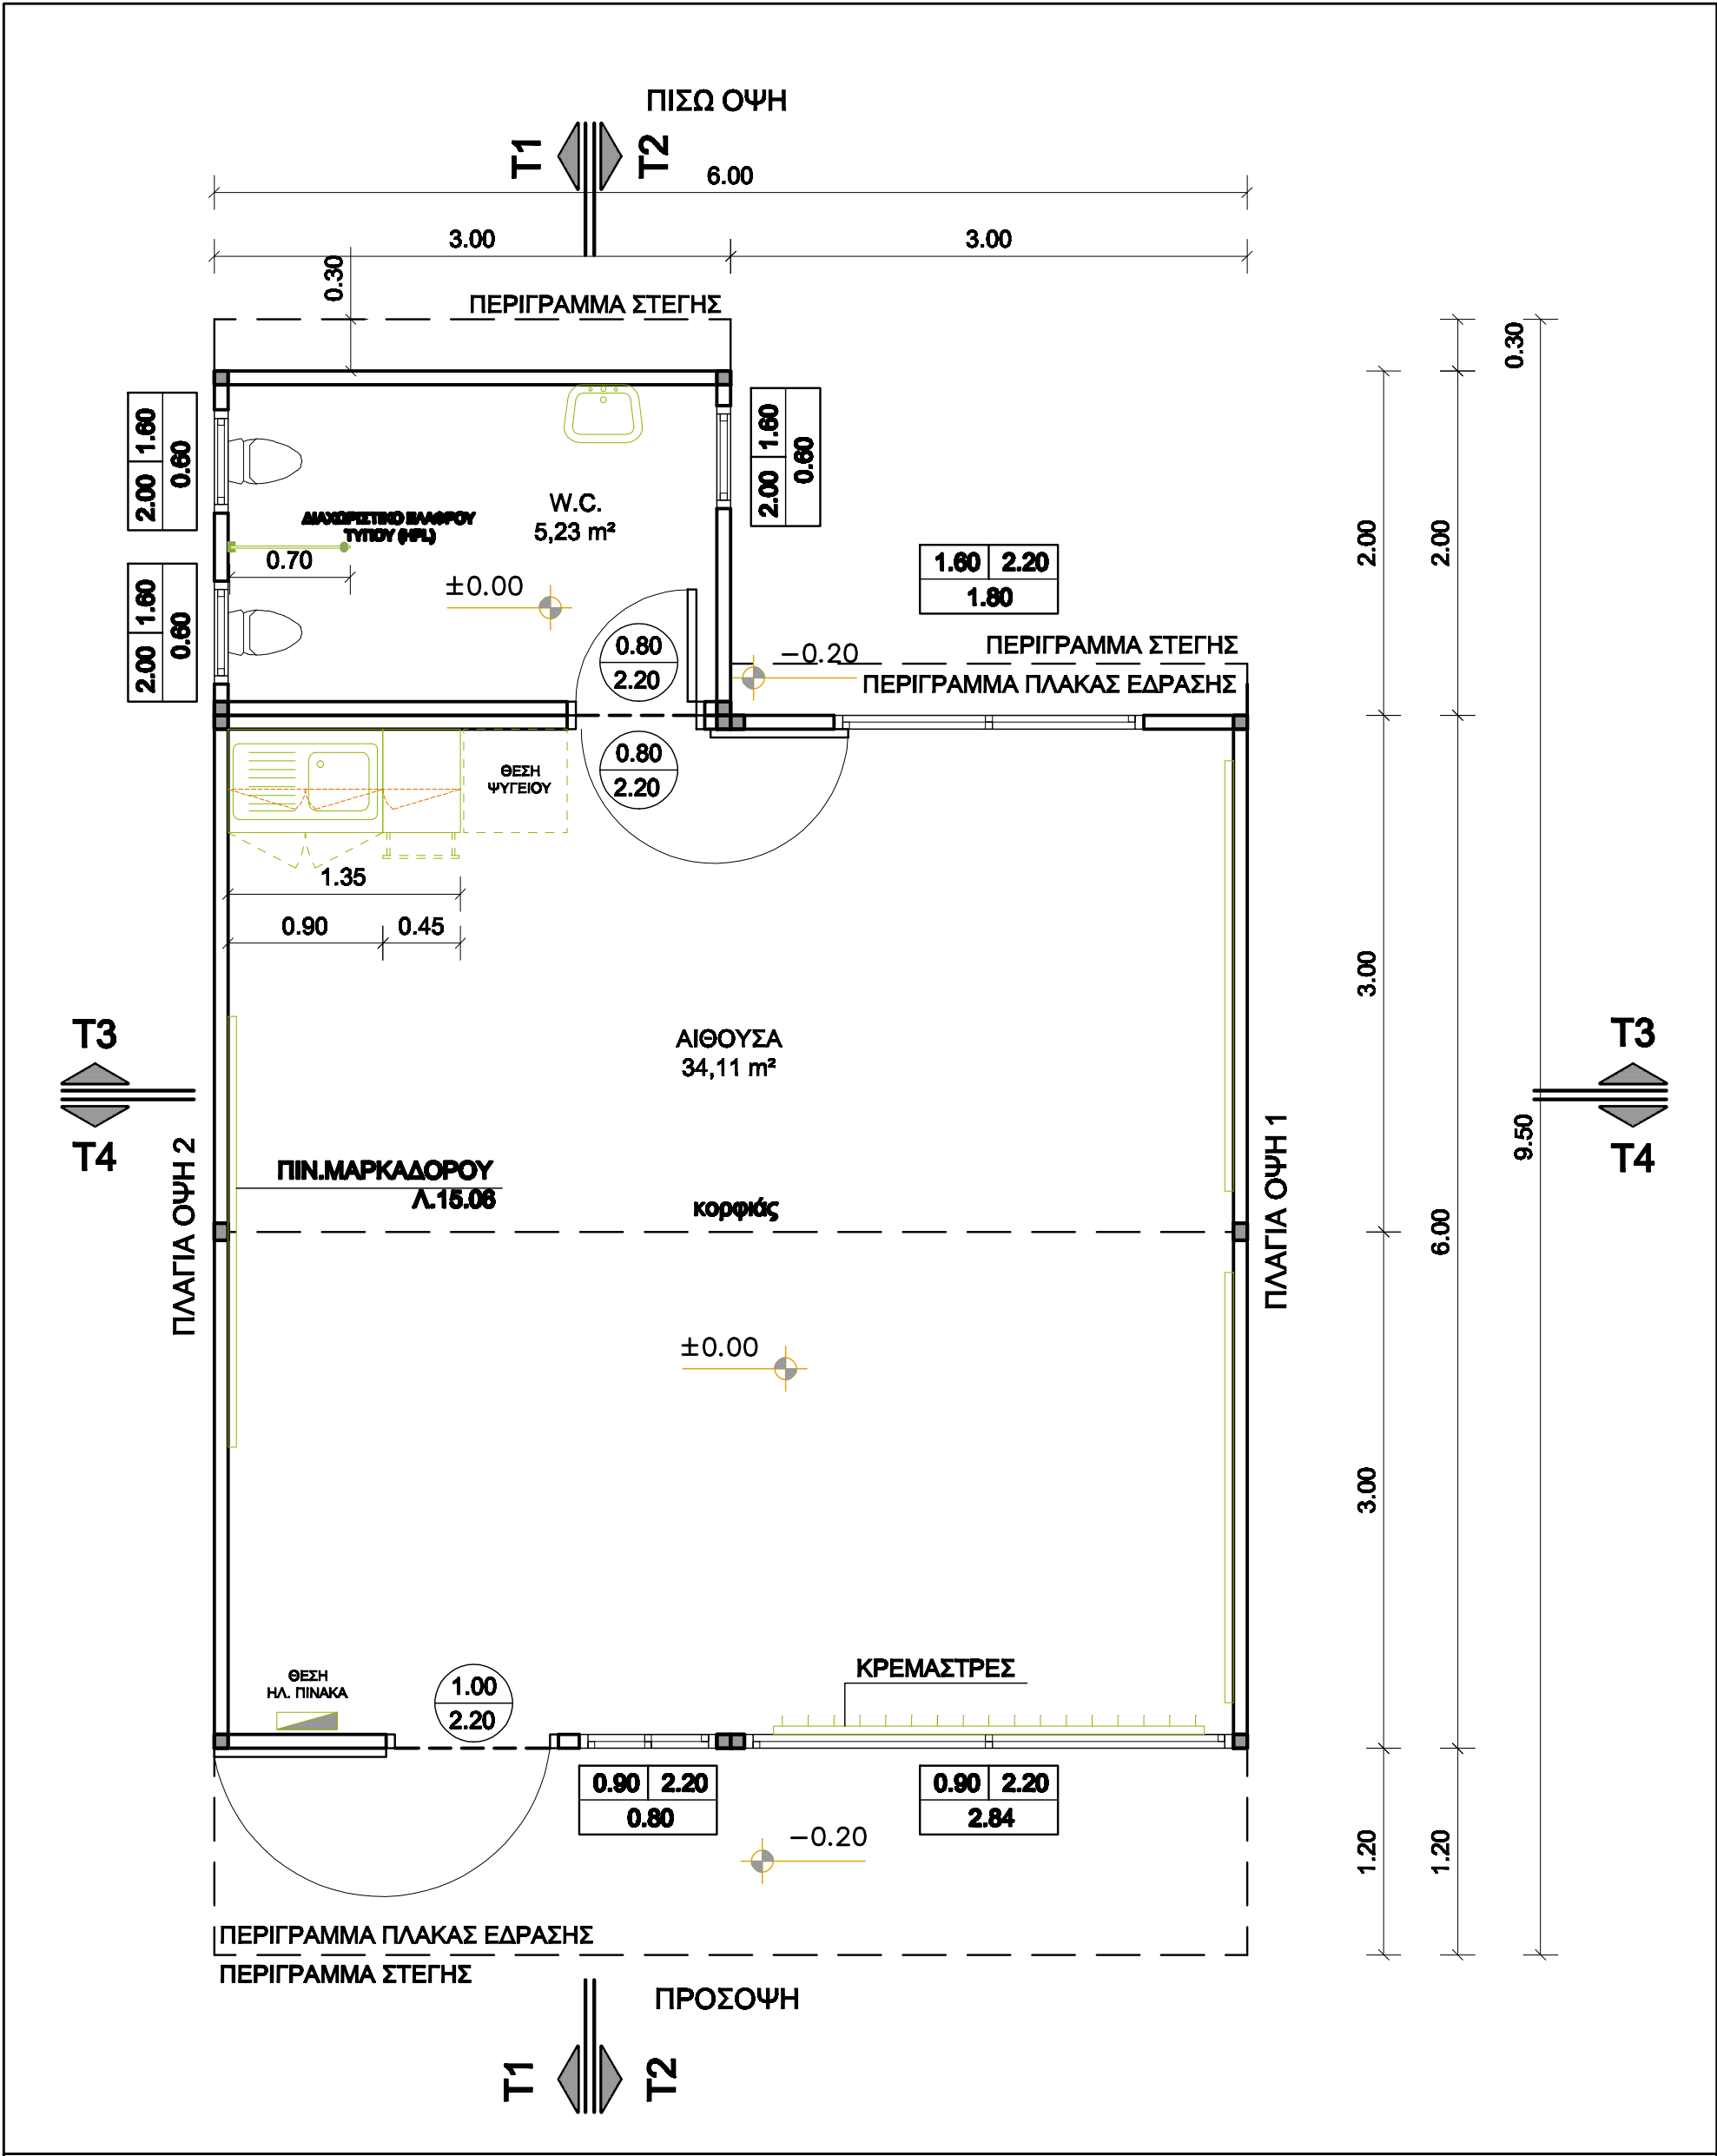 ΠΙΣΩ ΟΨΗ
T1
T2
6.00
3.00
3.00
0.30
ΠΕΡΙΓΡΑΜΜΑ ΣΤΕΓΗΣ
0.30
2.00 1.60
0.60
2.00 1.60
0.60
W.C.
5,23 m²
ΔΙΑΧΩΡΙΣΤΙΚΟ ΕΛΑΦΡΟΥ
ΤΥΠΟΥ (HPL)
0.70
±0.00
2.00
2.00
1.60 2.20
1.80
2.00 1.60
0.60
0.80
2.20
−0.20
ΠΕΡΙΓΡΑΜΜΑ ΣΤΕΓΗΣ
ΠΕΡΙΓΡΑΜΜΑ ΠΛΑΚΑΣ ΕΔΡΑΣΗΣ
0.80
2.20
ΘΕΣΗ
ΨΥΓΕΙΟΥ
1.35
0.90
0.45
3.00
ΑΙΘΟΥΣΑ
34,11 m²
T3
T4
T3
T4
9.50
ΠΛΑΓΙΑ ΟΨΗ 2
ΠΙΝ.ΜΑΡΚΑΔΟΡΟΥ
Λ.15.06
κορφιάς
ΠΛΑΓΙΑ ΟΨΗ 1
6.00
±0.00
3.00
ΘΕΣΗ
ΗΛ. ΠΙΝΑΚΑ
1.00
2.20
ΚΡΕΜΑΣΤΡΕΣ
0.90 2.20
0.80
0.90 2.20
2.84
−0.20
1.20
1.20
ΠΕΡΙΓΡΑΜΜΑ ΠΛΑΚΑΣ ΕΔΡΑΣΗΣ
ΠΕΡΙΓΡΑΜΜΑ ΣΤΕΓΗΣ
ΠΡΟΣΟΨΗ
T1
T2